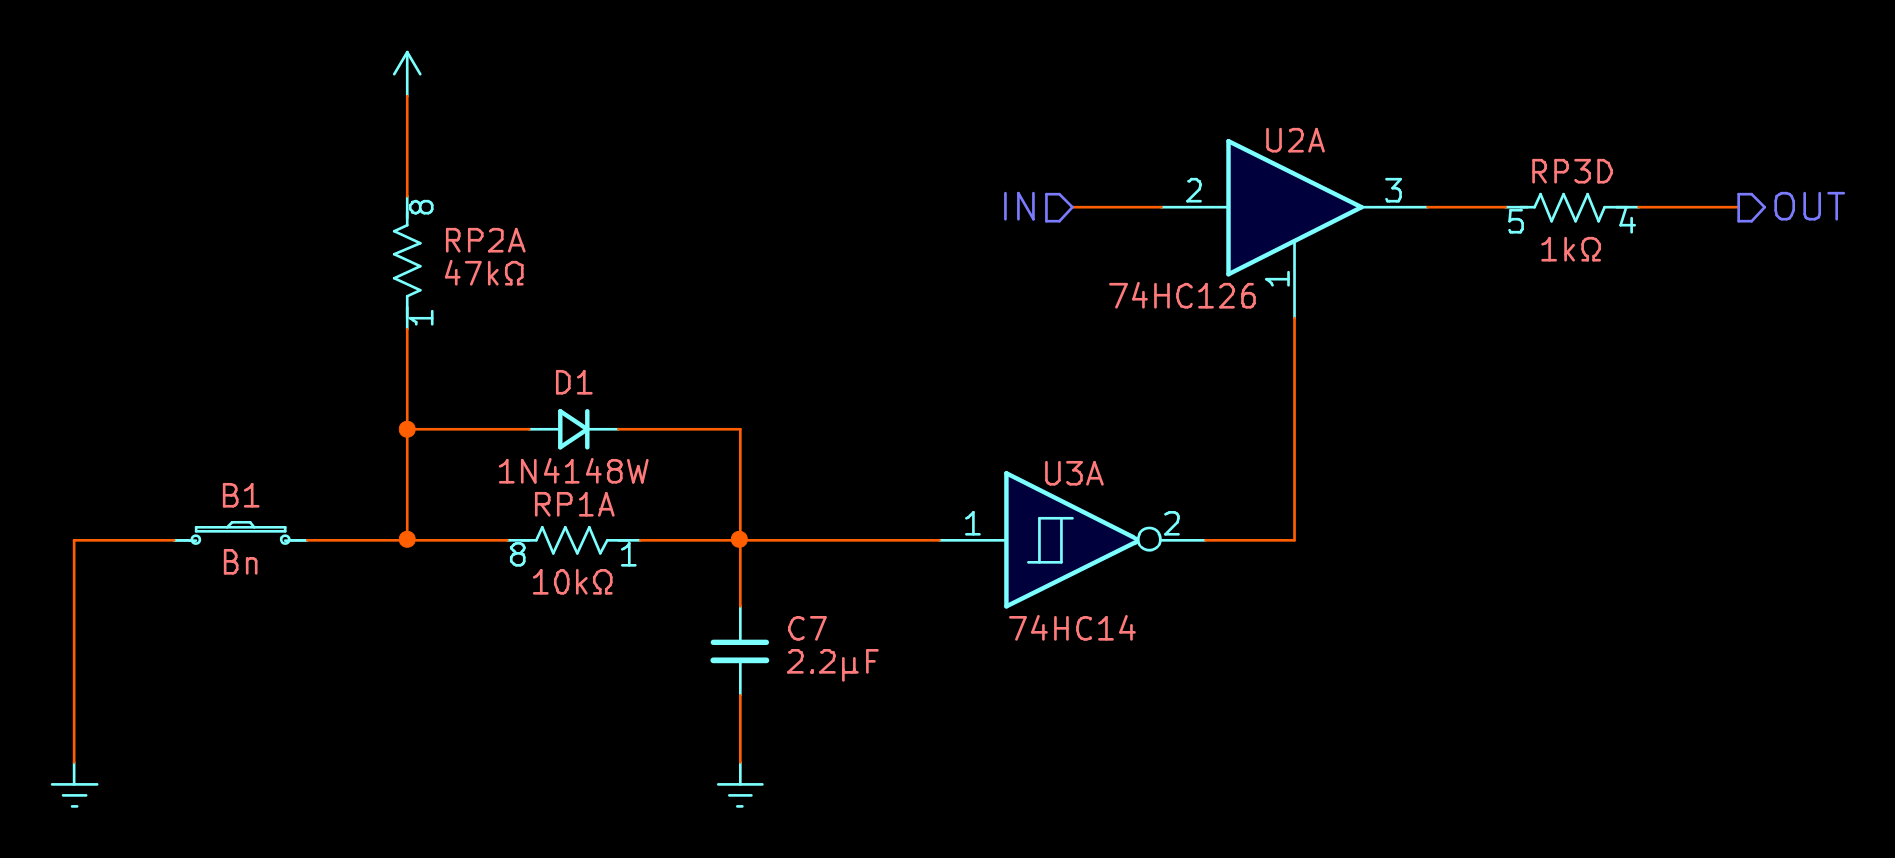 U2A
IN
2
3
RP3D
5
4
OUT
1kΩ
1
74HC126
8
RP2A
47kΩ
1
D1
1N4148W
U3A
B1
RP1A
1
2
8
1
Bn
10kΩ
C7
2.2µF
74HC14